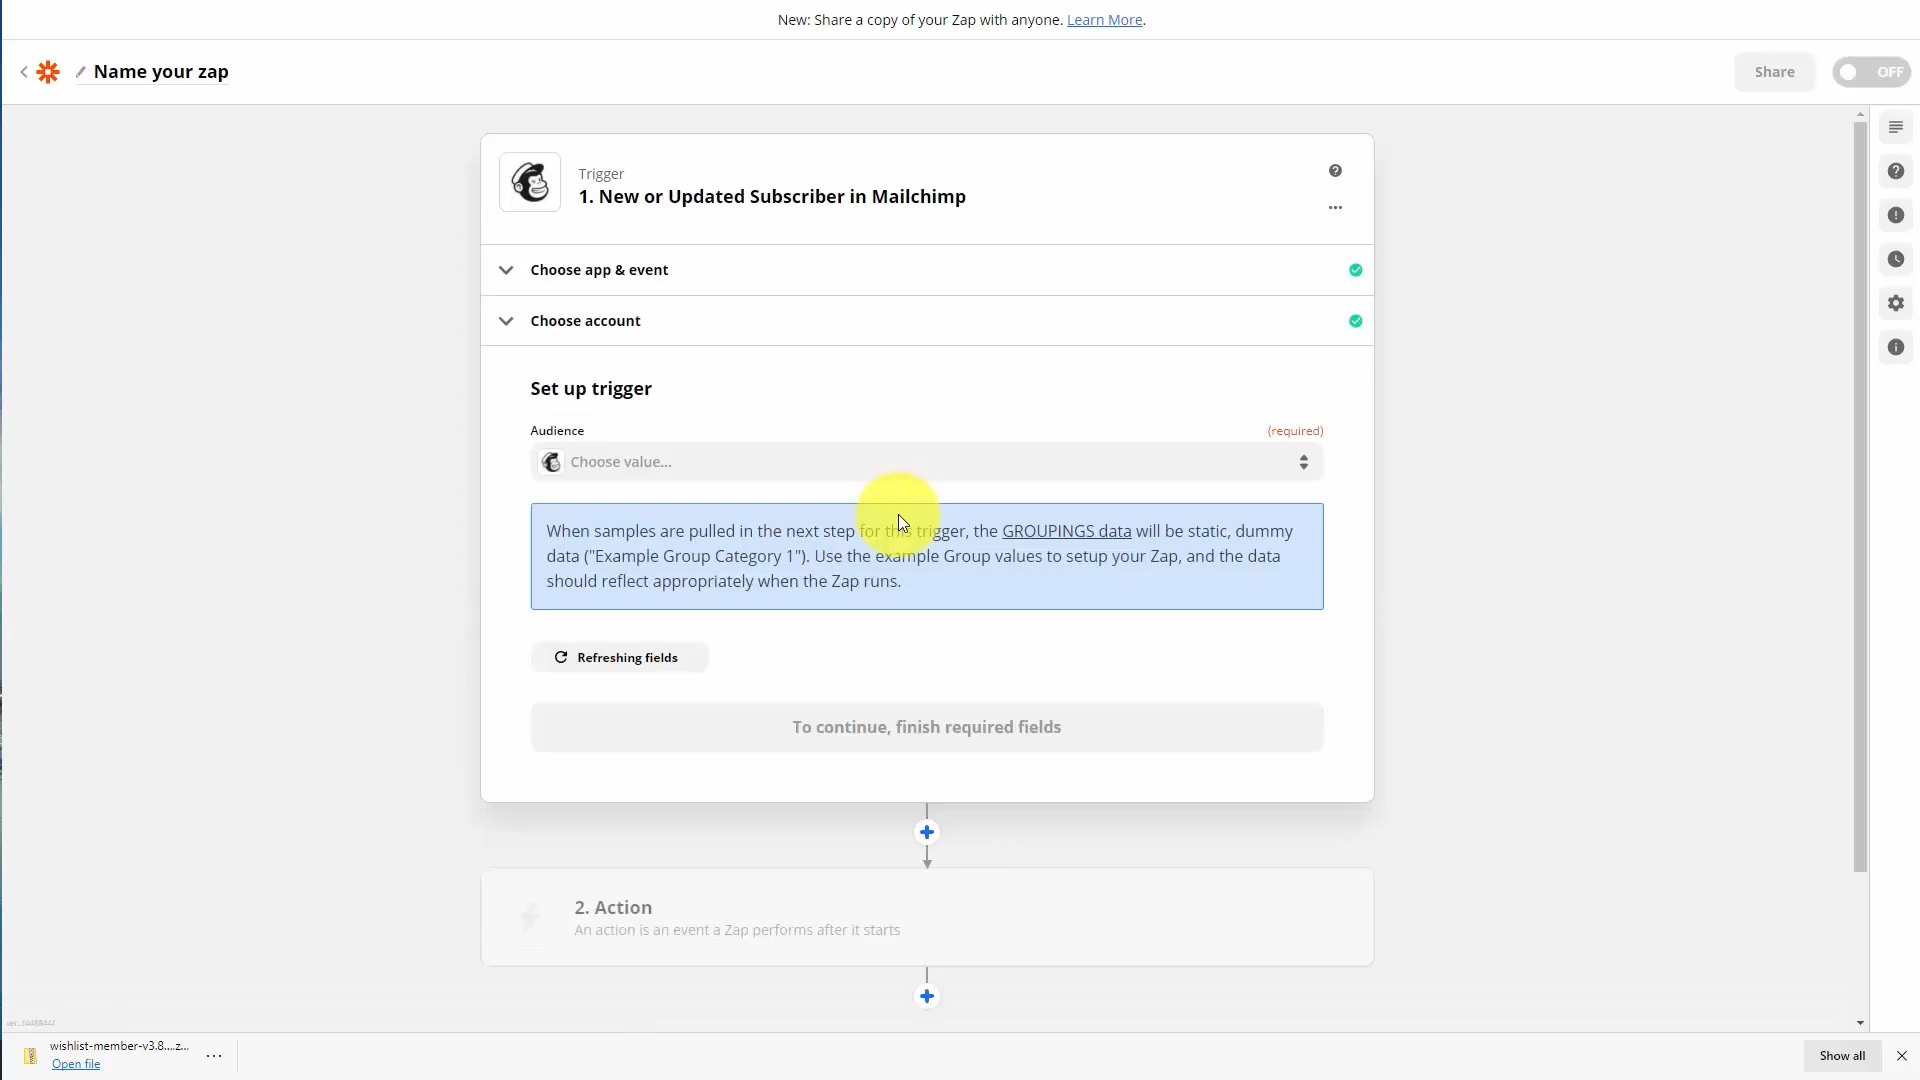 New: Share a copy of your Zap with anyone. Learn More.
Name your zap
Share
OFF
Trigger
1. New or Updated Subscriber in Mailchimp
Choose app & event
Choose account
Set up trigger
Audience
(required)
Choose value...
When samples are pulled in the next step for this trigger, the GROUPINGS data will be static, dummy
data ("Example Group Category 1"). Use the example Group values to setup your Zap, and the data
should reflect appropriately when the Zap runs.
Refreshing fields
To continue, finish required fields
2. Action
An action is an event a Zap performs after it starts
wishlist-member-v3.8....z...
Open file
Show all